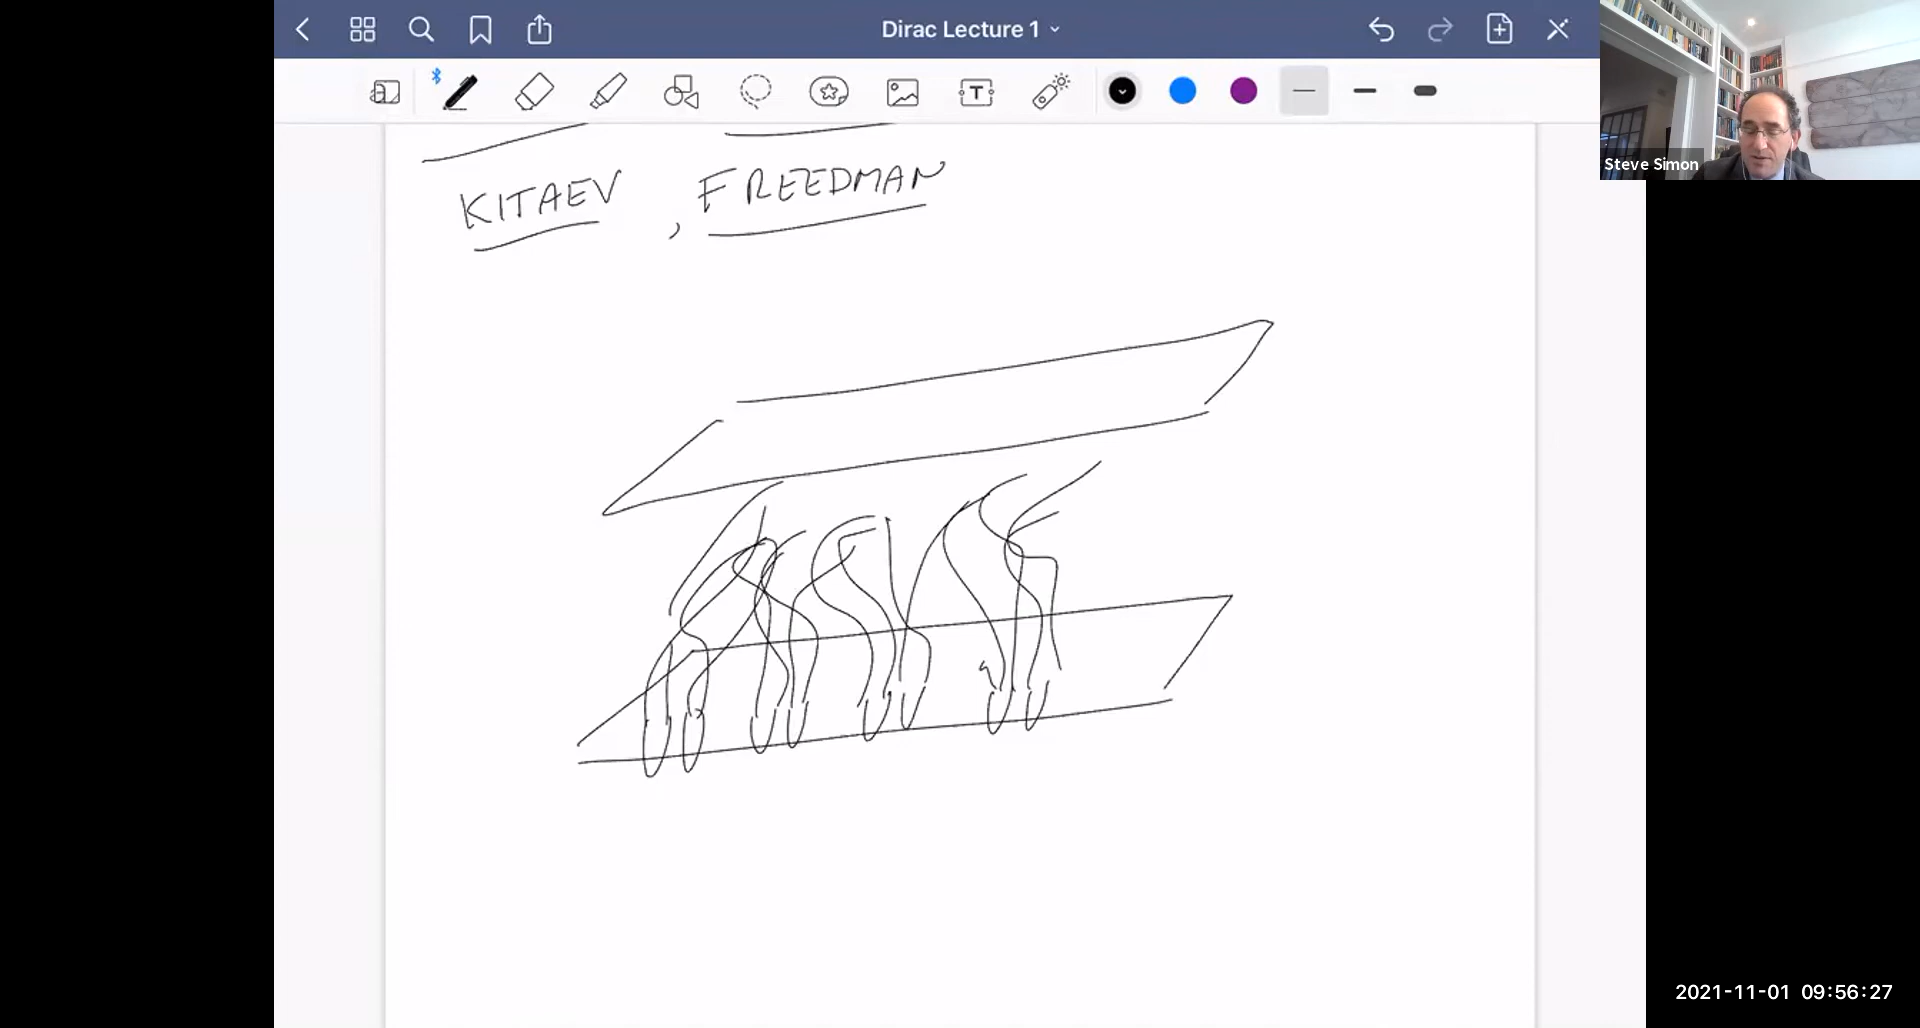 Dirac Lecture 1
T
Steve Simon
KITAEV, FREEDMAN
2021-11-01 09:56:27